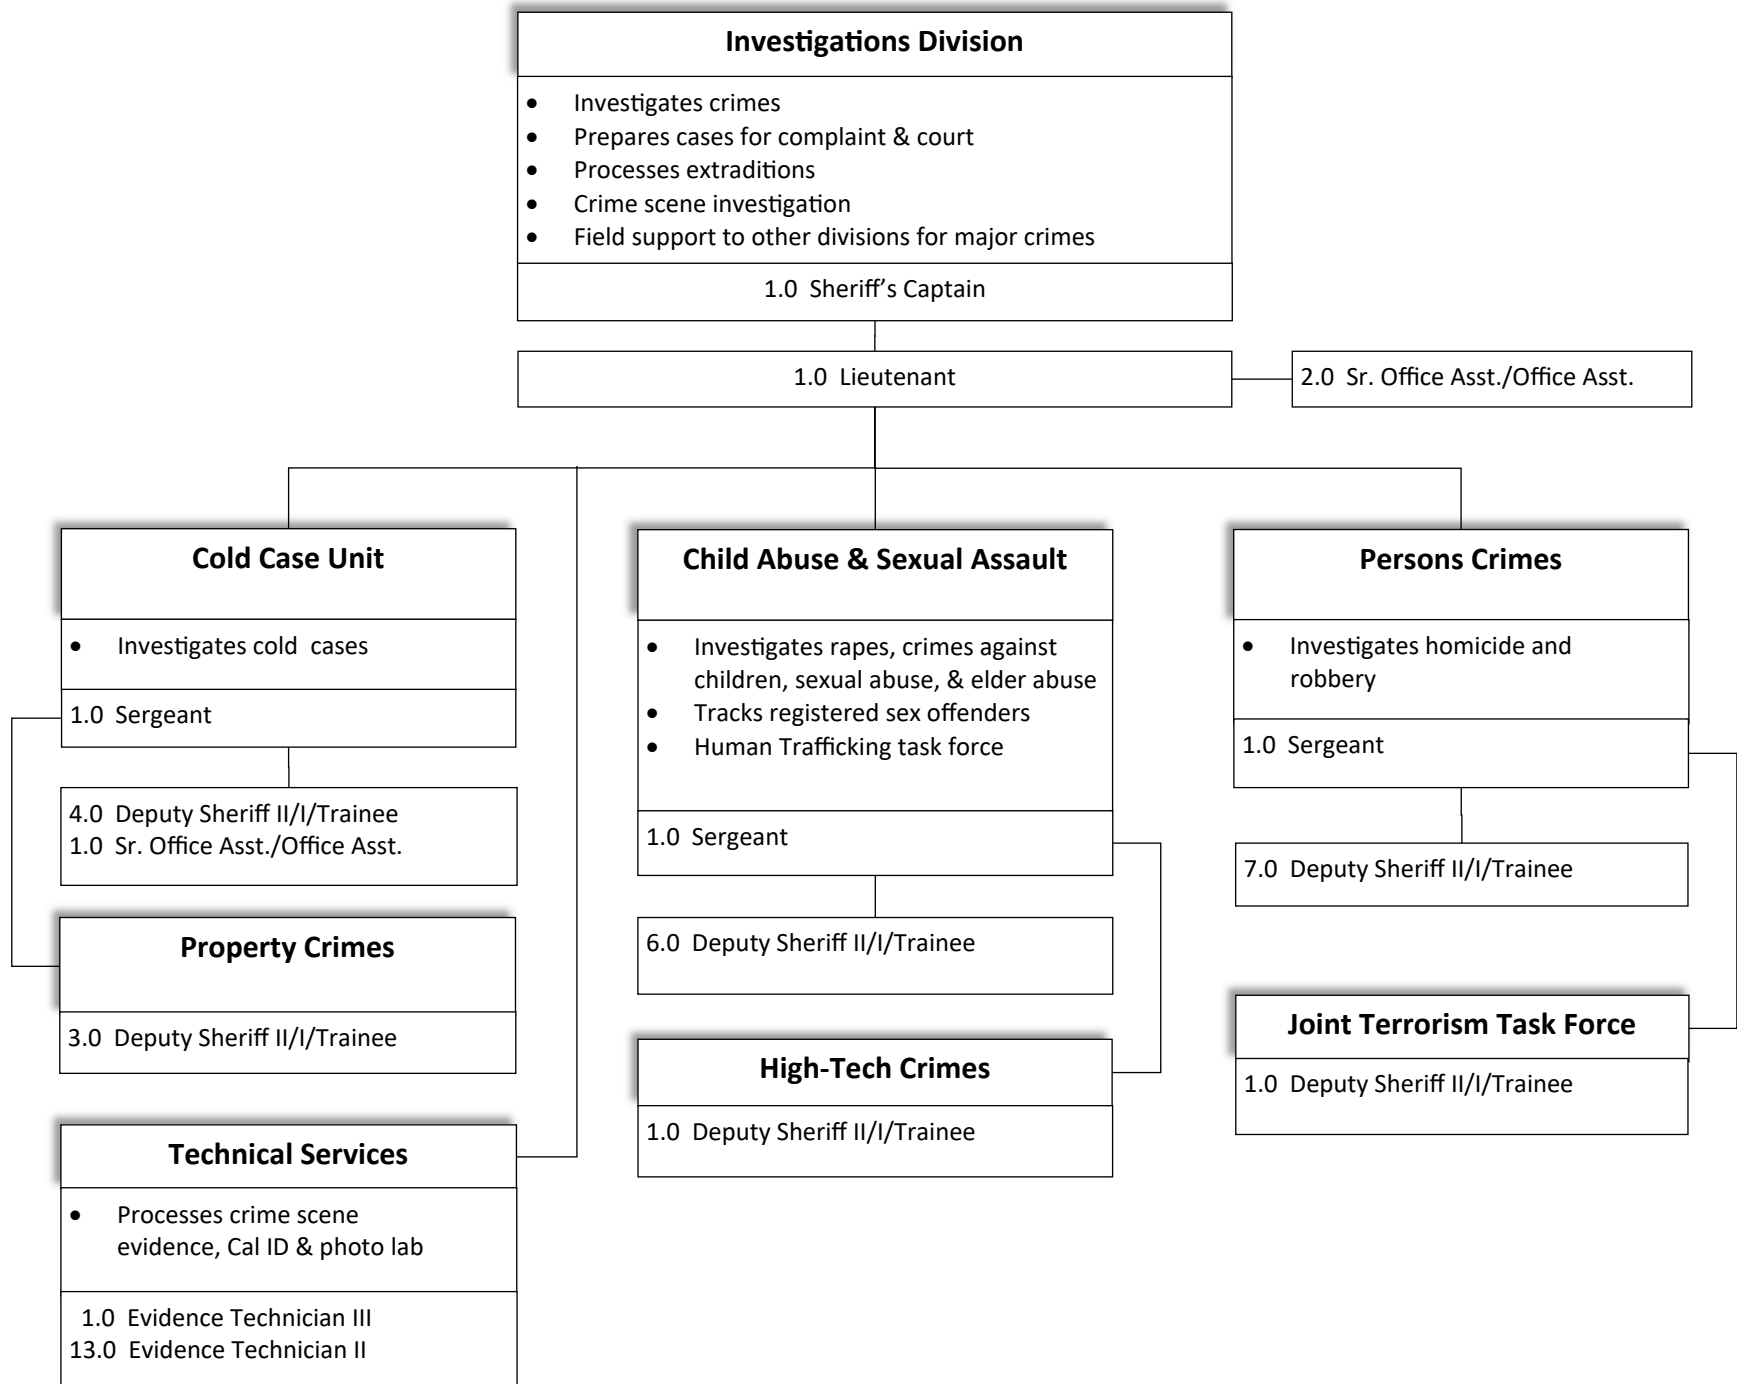 Investigations Division
• Investigates crimes
• Prepares cases for complaint & court
• Processes extraditions
• Crime scene investigation
• Field support to other divisions for major crimes
1.0 Sheriff’s Captain
1.0 Lieutenant
2.0 Sr. Office Asst./Office Asst.
Cold Case Unit
• Investigates cold cases
1.0 Sergeant
4.0 Deputy Sheriff II/I/Trainee
1.0 Sr. Office Asst./Office Asst.
Property Crimes
3.0 Deputy Sheriff II/I/Trainee
Technical Services
• Processes crime scene
evidence, Cal ID & photo lab
1.0 Evidence Technician III
13.0 Evidence Technician II
Child Abuse & Sexual Assault
• Investigates rapes, crimes against
children, sexual abuse, & elder abuse
• Tracks registered sex offenders
• Human Trafficking task force
1.0 Sergeant
6.0 Deputy Sheriff II/I/Trainee
High-Tech Crimes
1.0 Deputy Sheriff II/I/Trainee
Persons Crimes
• Investigates homicide and
robbery
1.0 Sergeant
7.0 Deputy Sheriff II/I/Trainee
Joint Terrorism Task Force
1.0 Deputy Sheriff II/I/Trainee